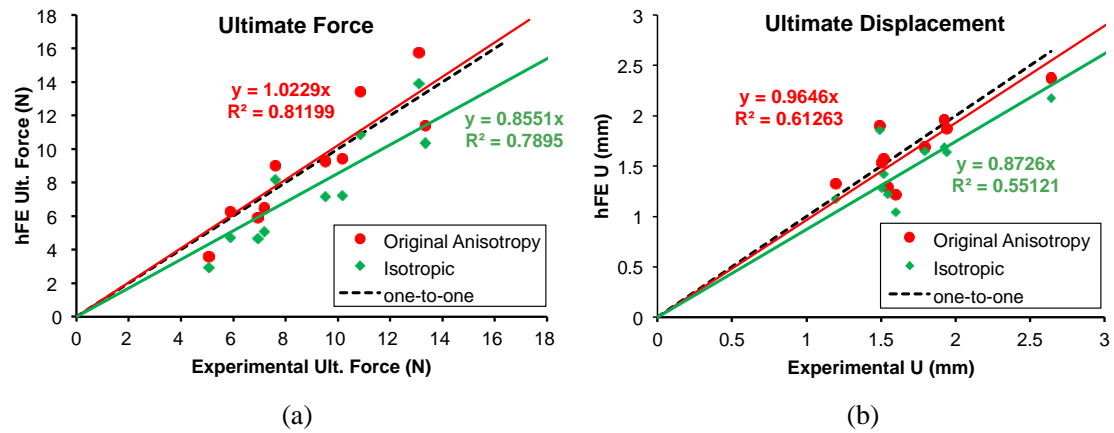 Ultimate Force
hFE Ult. Force (N)
18
16
14
12
10
8
6
4
2
0
y = 1.0229x
R² = 0.81199
y = 0.8551x
R² = 0.7895
Original Anisotropy
Isotropic
one-to-one
0 2 4 6 8 10 12 14 16 18
Experimental Ult. Force (N)
(a)
Ultimate Displacement
hFE U (mm)
3
2.5
2
1.5
1
0.5
0
y = 0.9646x
R² = 0.61263
y = 0.8726x
R² = 0.55121
Original Anisotropy
Isotropic
one-to-one
0 0.5 1 1.5 2 2.5 3
Experimental U (mm)
(b)